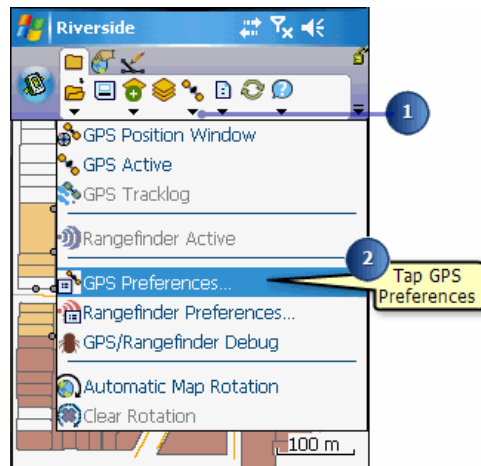 Riverside
1
GPS Position Window
GPS Active
GPS Tracklog
Rangefinder Active
2
GPS Preferences...
Tap GPS
Preferences
Rangefinder Preferences...
GPS/Rangefinder Debug
Automatic Map Rotation
Clear Rotation
100 m